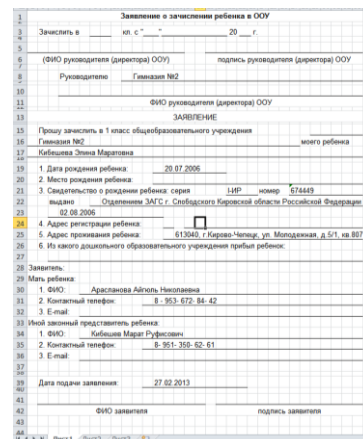 Заявление о зачислении ребенка в ООУ
Зачислить в ____ кл. с "____" ____________ 20 __ г.
(ФИО руководителя (директора) ООУ) подпись руководителя (директора) ООУ)
Руководителю Гимназия №2
ФИО руководителя (директора) ООУ
ЗАЯВЛЕНИЕ
Прошу зачислить в 1 класс общеобразовательного учреждения
Гимназия №2 моего ребенка
Кибешева Элина Маратовна
1. Дата рождения ребенка: 20.07.2006
2. Место рождения ребенка:
3. Свидетельство о рождении ребенка: серия I-ИР номер 674449
выдано Отделением ЗАГС г. Слободского Кировской области Российской Федерации
02.08.2006
4. Адрес регистрации ребенка:
5. Адрес проживания ребенка: 613040, г.Кирово-Чепецк, ул. Молодежная, д.5/1, кв.807
6. Из какого дошкольного образовательного учреждения прибыл ребенок:
Заявитель:
Мать ребенка:
1. ФИО: Арасланова Айгюль Николаевна
2. Контактный телефон: 8 - 953- 672- 84- 42
3. E-mail:
Иной законный представитель ребенка:
1. ФИО: Кибешев Марат Руфисович
2. Контактный телефон: 8- 951- 350- 62- 61
3. E-mail:
Дата подачи заявления: 27.02.2013
ФИО заявителя подпись заявителя